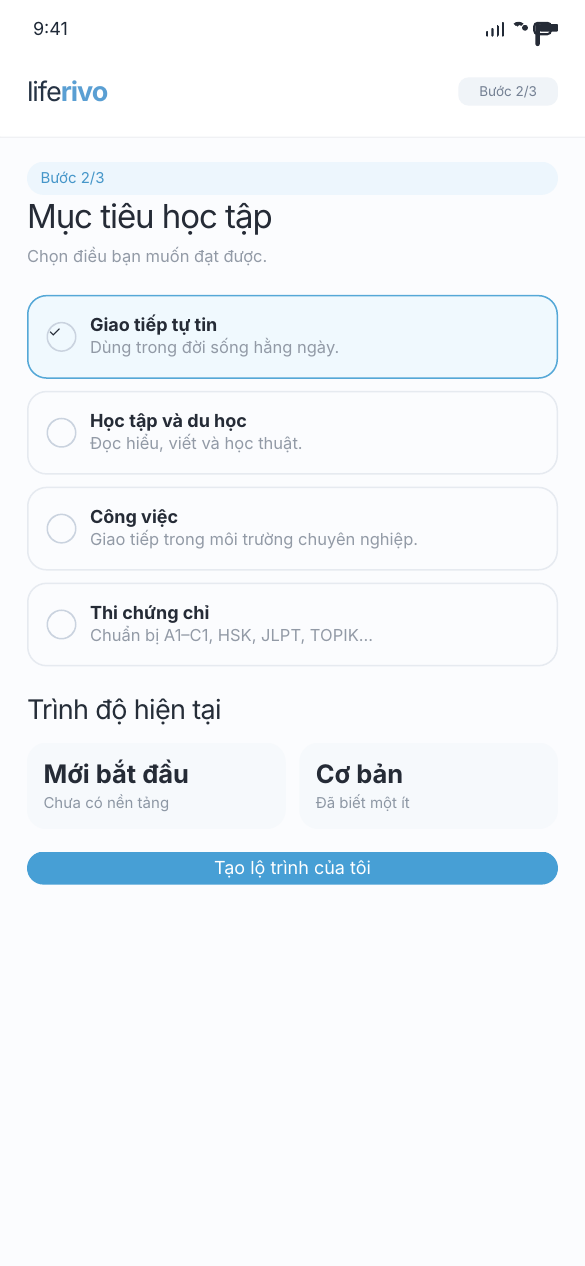 9:41
liferivo
Bước 2/3
Bước 2/3
Mục tiêu học tập
Chọn điều bạn muốn đạt được.
Giao tiếp tự tin
Dùng trong đời sống hằng ngày.
Học tập và du học
Đọc hiểu, viết và học thuật.
Công việc
Giao tiếp trong môi trường chuyên nghiệp.
Thi chứng chỉ
Chuẩn bị A1–C1, HSK, JLPT, TOPIK...
Trình độ hiện tại
Mới bắt đầu
Chưa có nền tảng
Cơ bản
Đã biết một ít
Tạo lộ trình của tôi